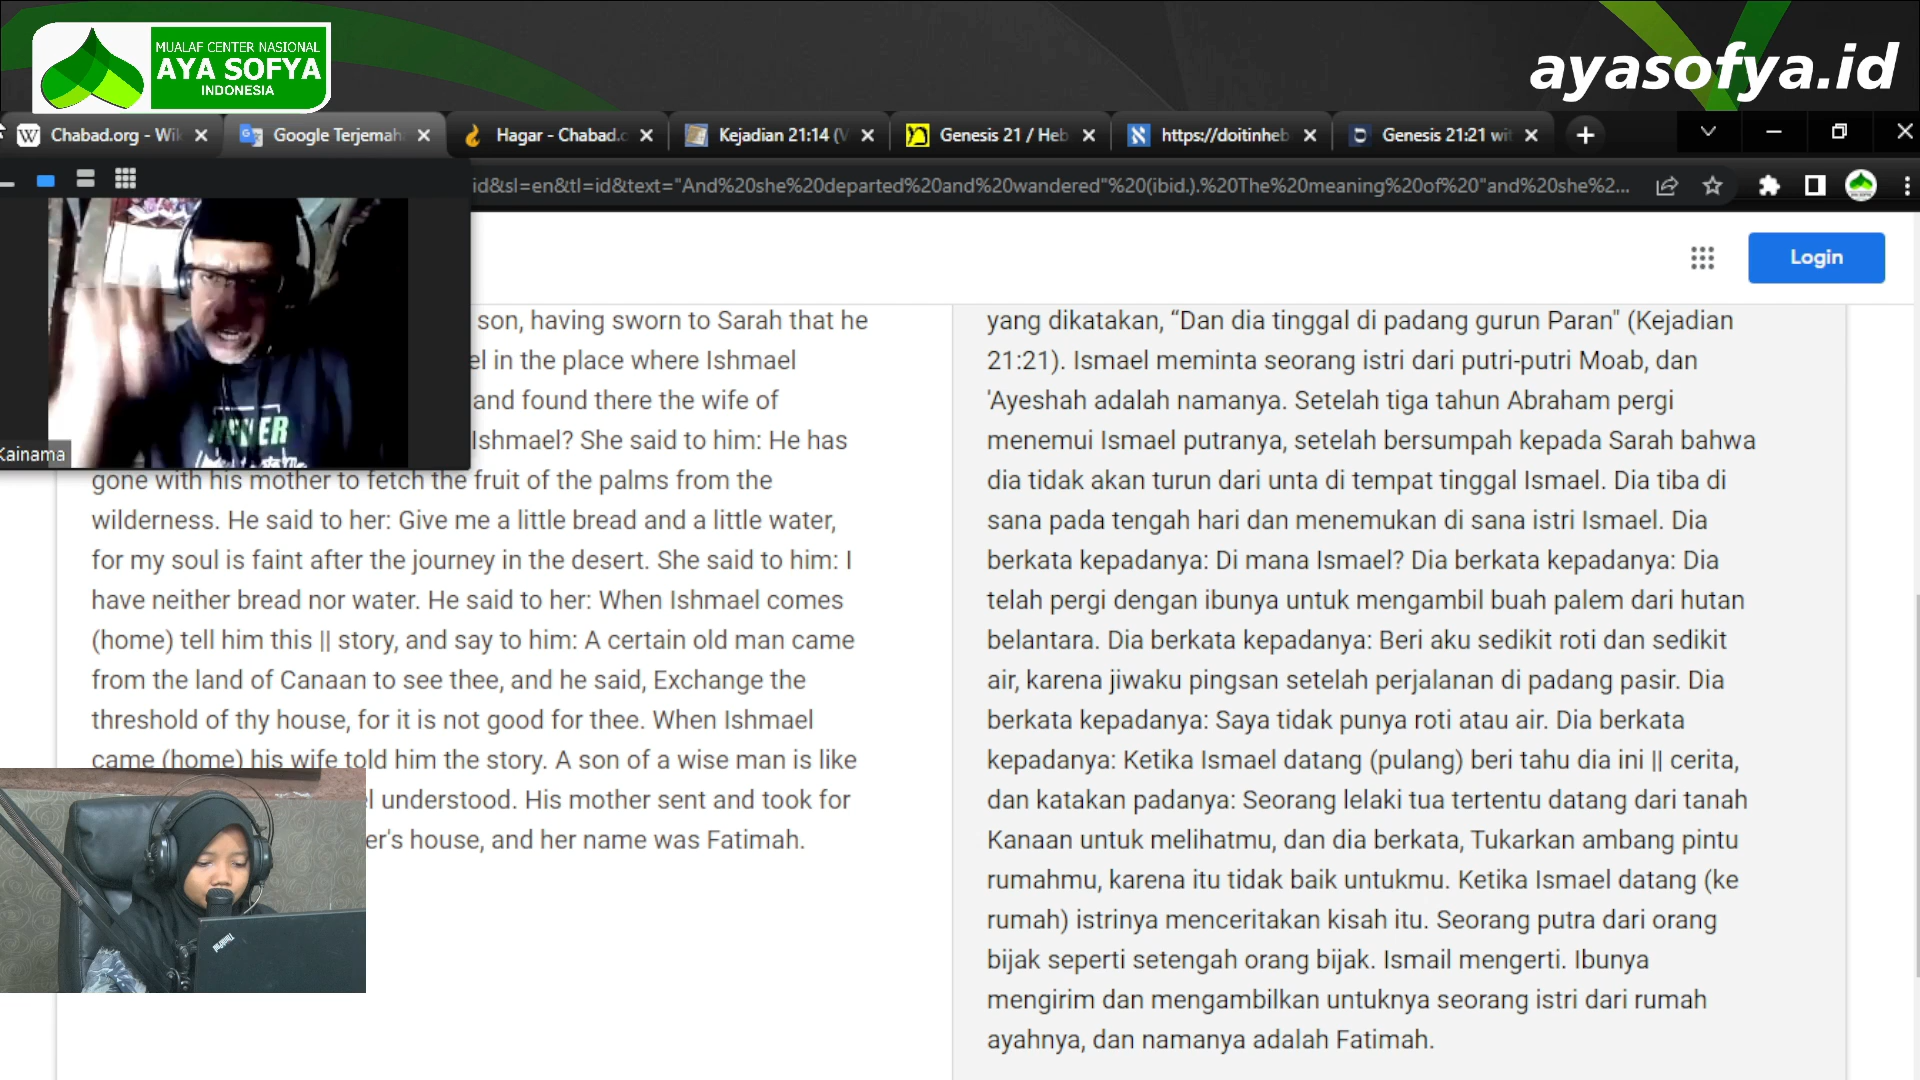 MUALAF CENTER NASIONAL
AYA SOFYA
INDONESIA
ayasofya.id
Chabad.org - Wi
Google Terjemah
Hagar - Chabad.c
Kejadian 21:14 (V
Genesis 21 / Heb
https://doitinheb
Genesis 21:21 wi
id&sl=en&tl=id&text="And%20she%20departed%20and%20wandered"%20(ibid.).%20The%20meaning%20of%20"and%20she%2...
Login
Kainama
son, having sworn to Sarah that he
el in the place where Ishmael
and found there the wife of
Ishmael? She said to him: He has
gone with his mother to fetch the fruit of the palms from the
wilderness. He said to her: Give me a little bread and a little water,
for my soul is faint after the journey in the desert. She said to him: I
have neither bread nor water. He said to her: When Ishmael comes
(home) tell him this || story, and say to him: A certain old man came
from the land of Canaan to see thee, and he said, Exchange the
threshold of thy house, for it is not good for thee. When Ishmael
came (home) his wife told him the story. A son of a wise man is like
l understood. His mother sent and took for
er's house, and her name was Fatimah.
yang dikatakan, “Dan dia tinggal di padang gurun Paran" (Kejadian
21:21). Ismael meminta seorang istri dari putri-putri Moab, dan
'Ayeshah adalah namanya. Setelah tiga tahun Abraham pergi
menemui Ismael putranya, setelah bersumpah kepada Sarah bahwa
dia tidak akan turun dari unta di tempat tinggal Ismael. Dia tiba di
sana pada tengah hari dan menemukan di sana istri Ismael. Dia
berkata kepadanya: Di mana Ismael? Dia berkata kepadanya: Dia
telah pergi dengan ibunya untuk mengambil buah palem dari hutan
belantara. Dia berkata kepadanya: Beri aku sedikit roti dan sedikit
air, karena jiwaku pingsan setelah perjalanan di padang pasir. Dia
berkata kepadanya: Saya tidak punya roti atau air. Dia berkata
kepadanya: Ketika Ismael datang (pulang) beri tahu dia ini || cerita,
dan katakan padanya: Seorang lelaki tua tertentu datang dari tanah
Kanaan untuk melihatmu, dan dia berkata, Tukarkan ambang pintu
rumahmu, karena itu tidak baik untukmu. Ketika Ismael datang (ke
rumah) istrinya menceritakan kisah itu. Seorang putra dari orang
bijak seperti setengah orang bijak. Ismail mengerti. Ibunya
mengirim dan mengambilkan untuknya seorang istri dari rumah
ayahnya, dan namanya adalah Fatimah.
ThinkPad